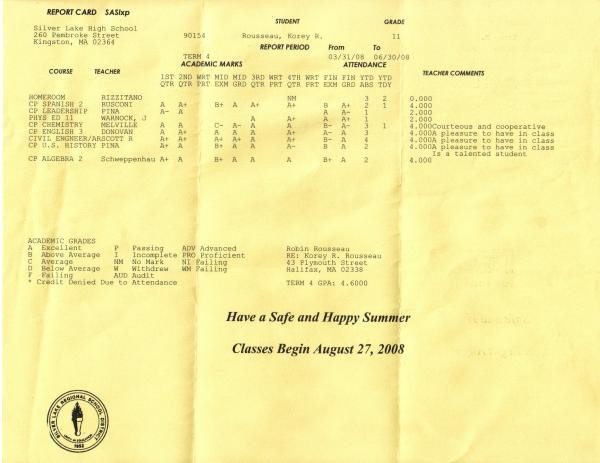 REPORT CARD SASIxp
Silver Lake High School
260 Pembroke Street
Kingston, MA 02364
STUDENT GRADE
90154 Rousseau, Korey R. 11
REPORT PERIOD From To
TERM 4 03/31/08 06/30/08
ACADEMIC MARKS ATTENDANCE
COURSE TEACHER 1ST 2ND WRT MID MID 3RD WRT 4TH WRT FIN FIN YTD YTD TEACHER COMMENTS
QTR QTR PRT EXM GRD QTR PRT QTR PRT EXM GRD ABS TDY
HOMEROOM RIZZITANO NM 3 2 0.000
CP SPANISH 2 RUSCONI A A+ B+ A A+ A+ B A+ 2 1 4.000
CP LEADERSHIP PINA A- A A A- 1 2.000
PHYS ED 11 WARNOCK, J A A+ A A+ 1 2.000
CP CHEMISTRY MELVILLE A A C- A- A A B- A- 3 1 4.000Courteous and cooperative
CP ENGLISH 3 DONOVAN A A+ A A A A+ A- A 3 4.000A pleasure to have in class
CIVIL ENGNEER/ARSCOTT R A+ A+ A+ A+ A+ A+ A+ A+ 4 4.000A pleasure to have in class
CP U.S. HISTORY PINA A A B+ A A A- B A 2 4.000A pleasure to have in class
Is a talented student
CP ALGEBRA 2 Schweppenhau A+ A B+ A A A B+ A 2 4.000
ACADEMIC GRADES
A Excellent P Passing ADV Advanced Robin Rousseau
B Above Average I Incomplete PRO Proficient RE: Korey R. Rousseau
C Average NM No Mark NI Failing 43 Plymouth Street
D Below Average W Withdrew WM Failing Halifax, MA 02338
F Failing AUD Audit
* Credit Denied Due to Attendance TERM 4 GPA: 4.6000
Have a Safe and Happy Summer
Classes Begin August 27, 2008
SILVER LAKE REGIONAL SCHOOL DISTRICT
1952